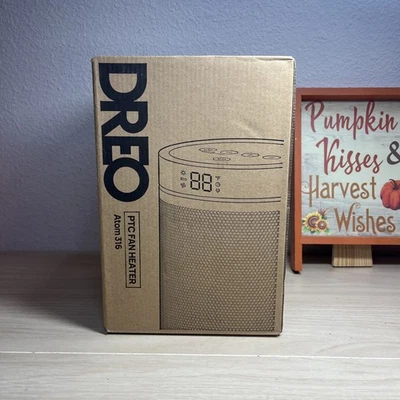 DREO
PTC FAN HEATER
Atom 316
88
Pumpkin
Kisses &
Harvest
Wishes